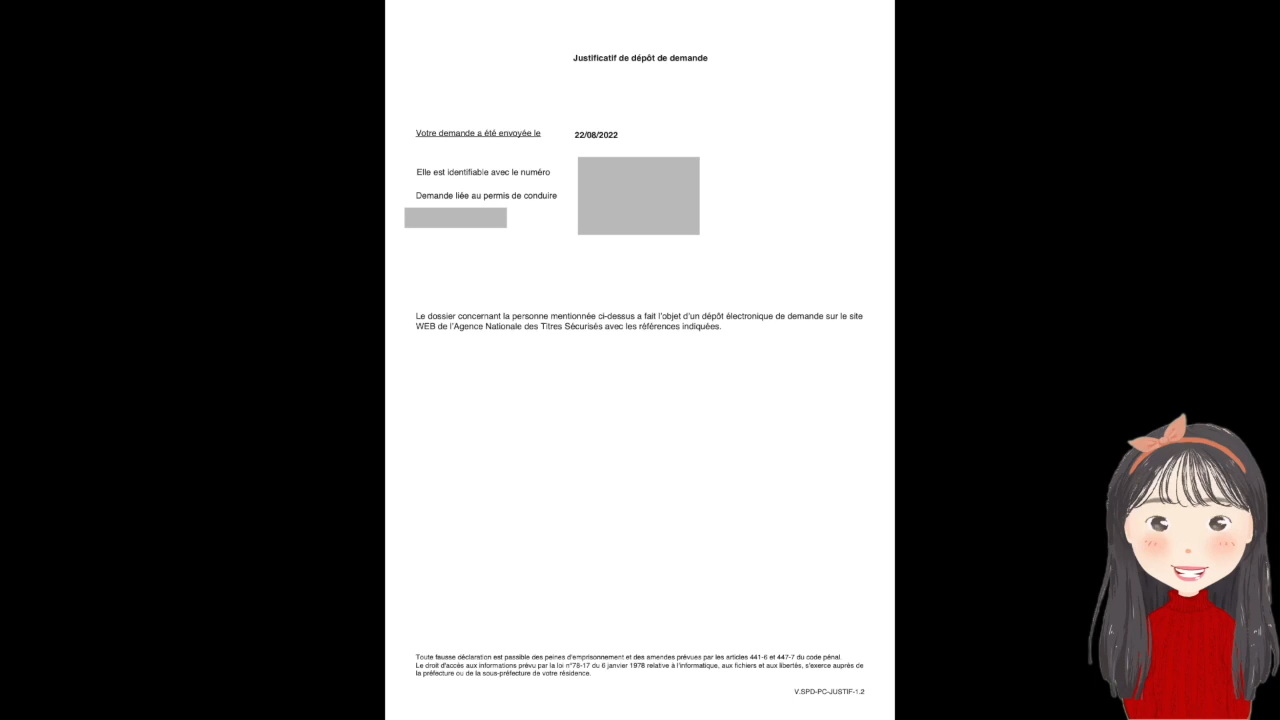 Justificatif de dépôt de demande
Votre demande a été envoyée le 22/08/2022
Elle est identifiable avec le numéro
Demande liée au permis de conduire
Le dossier concernant la personne mentionnée ci-dessus a fait l'objet d'un dépôt électronique de demande sur le site
WEB de l'Agence Nationale des Titres Sécurisés avec les références indiquées.
Toute fausse déclaration est passible des peines d'emprisonnement et des amendes prévues par les articles 441-6 et 447-7 du code pénal.
Le droit d'accès aux informations prévu par la loi n°78-17 du 6 janvier 1978 relative à l'informatique, aux fichiers et aux libertés, s'exerce auprès de
la préfecture ou de la sous-préfecture de votre résidence.
V.SPD-PC-JUSTIF-1.2